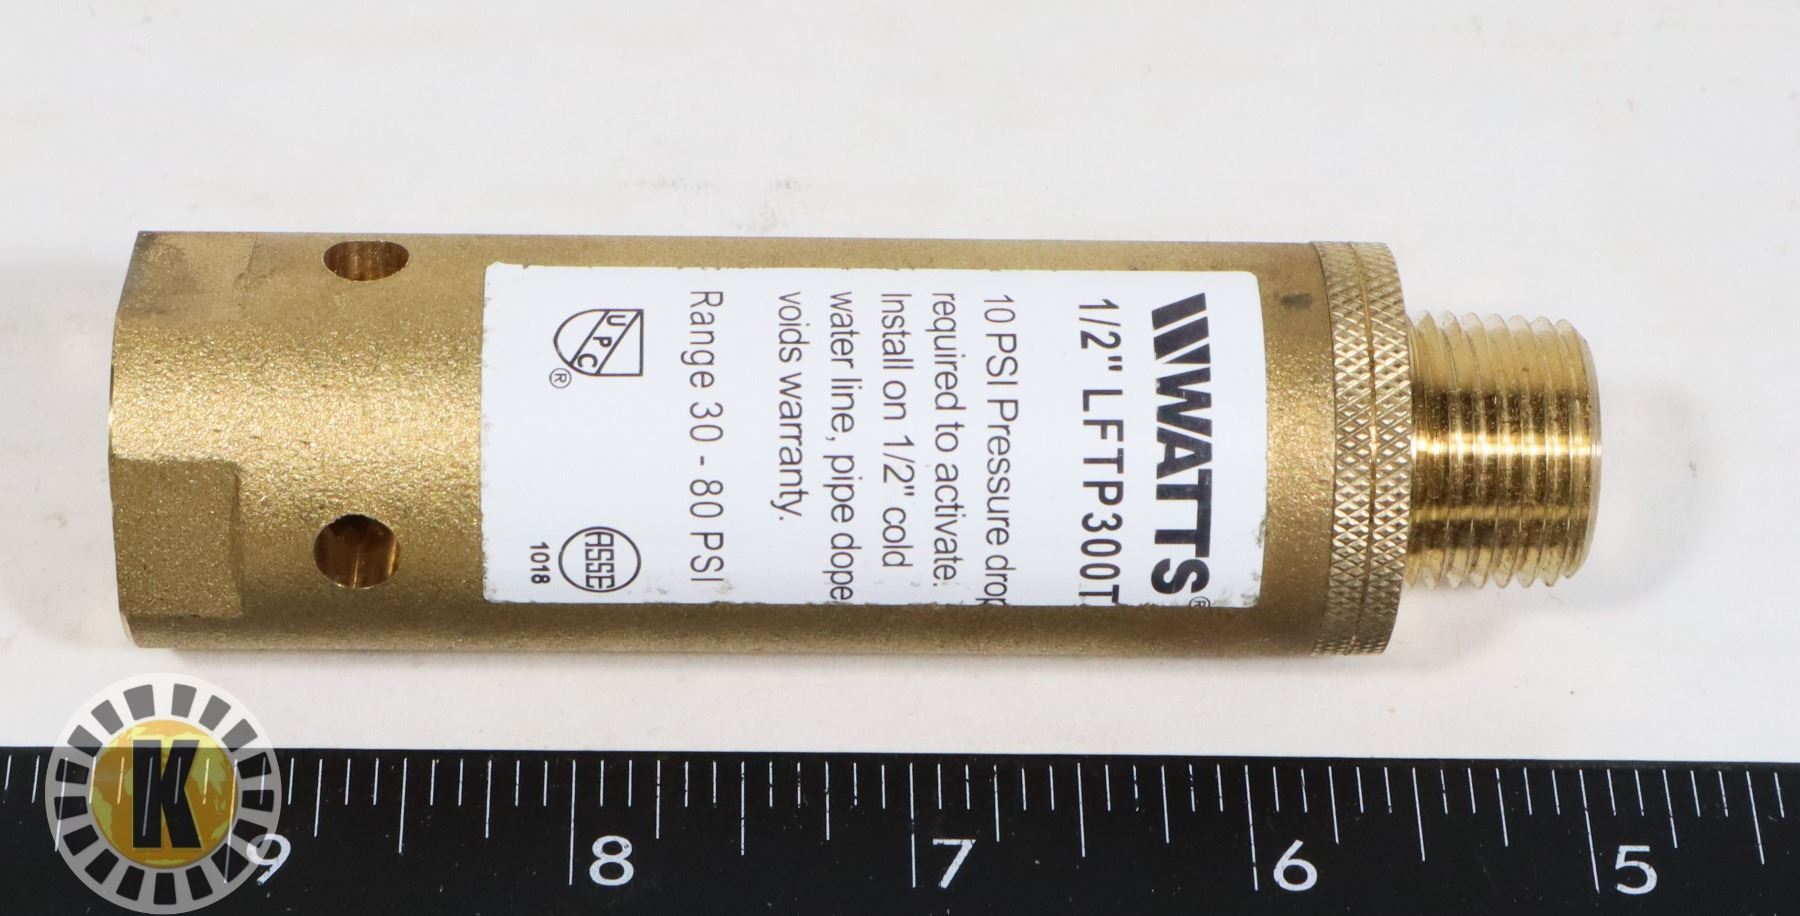 WATTS®
1/2" LFTP300T
10 PSI Pressure drop
required to activate.
Install on 1/2" cold
water line, pipe dope
voids warranty.
Range 30 - 80 PSI
UPC®
ASSE
1018
K
9 8 7 6 5